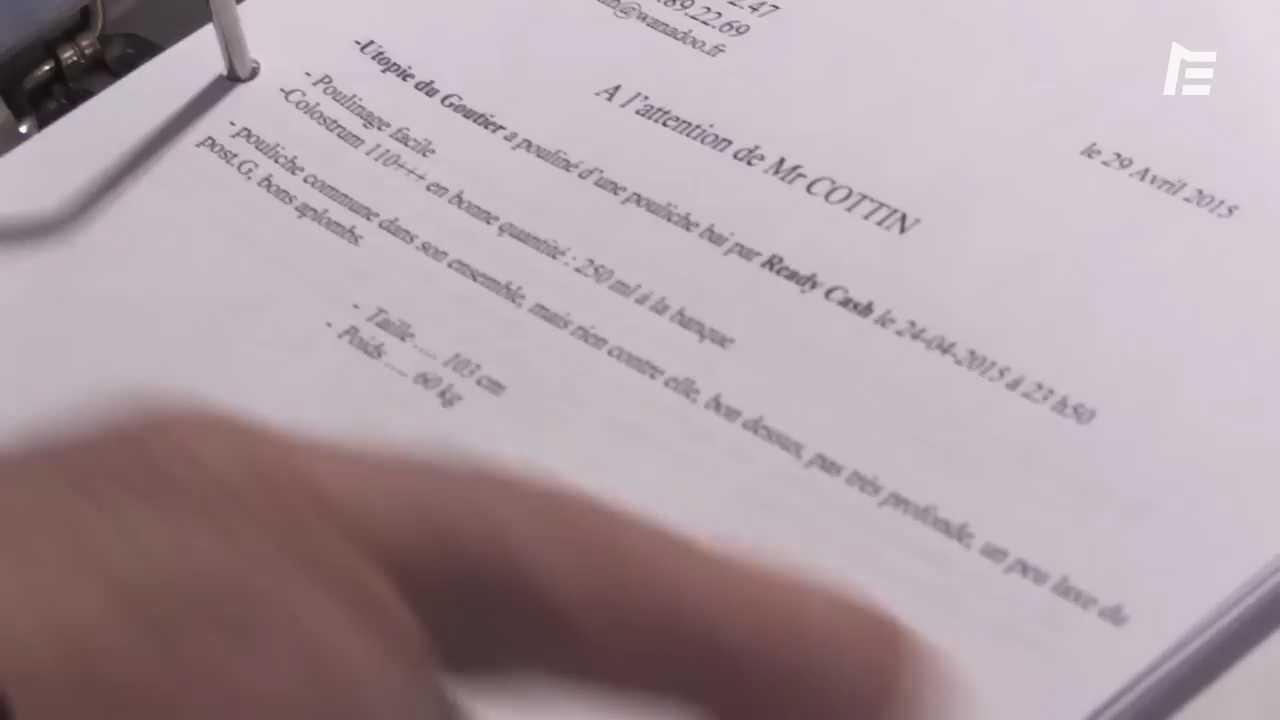 .47
.89.22.69
@wanadoo.fr
le 29 Avril 2015
A l'attention de Mr COTTIN
-Utopie du Goutier a pouliné d'une pouliche bai par Ready Cash le 24-04-2015 à 23 h50
- Poulinage facile
-Colostrum 110+++ en bonne quantité : 250 ml à la banque
- pouliche commune dans son ensemble, mais rien contre elle, bon dessus, pas très profonde, un peu laxe du
post.G, bons aplombs.
- Taille .... 103 cm
- Poids .... 60 kg
E